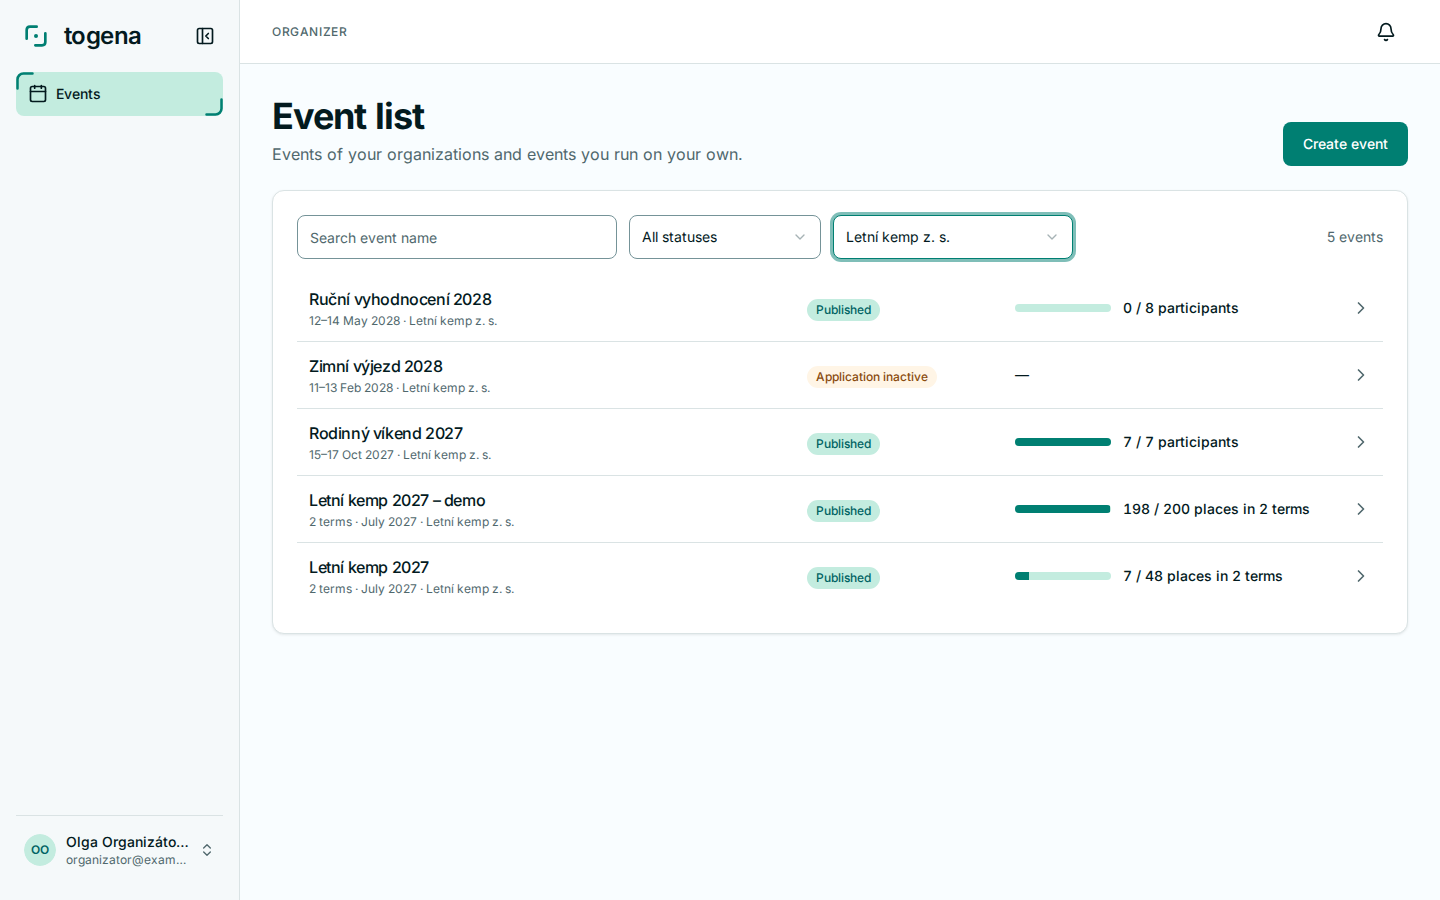 togena
ORGANIZER
Events
Event list
Events of your organizations and events you run on your own.
Create event
Search event name
All statuses
Letní kemp z. s.
5 events
Ruční vyhodnocení 2028
12–14 May 2028 · Letní kemp z. s.
Published
0 / 8 participants
Zimní výjezd 2028
11–13 Feb 2028 · Letní kemp z. s.
Application inactive
—
Rodinný víkend 2027
15–17 Oct 2027 · Letní kemp z. s.
Published
7 / 7 participants
Letní kemp 2027 – demo
2 terms · July 2027 · Letní kemp z. s.
Published
198 / 200 places in 2 terms
Letní kemp 2027
2 terms · July 2027 · Letní kemp z. s.
Published
7 / 48 places in 2 terms
OO
Olga Organizáto...
organizator@exam...